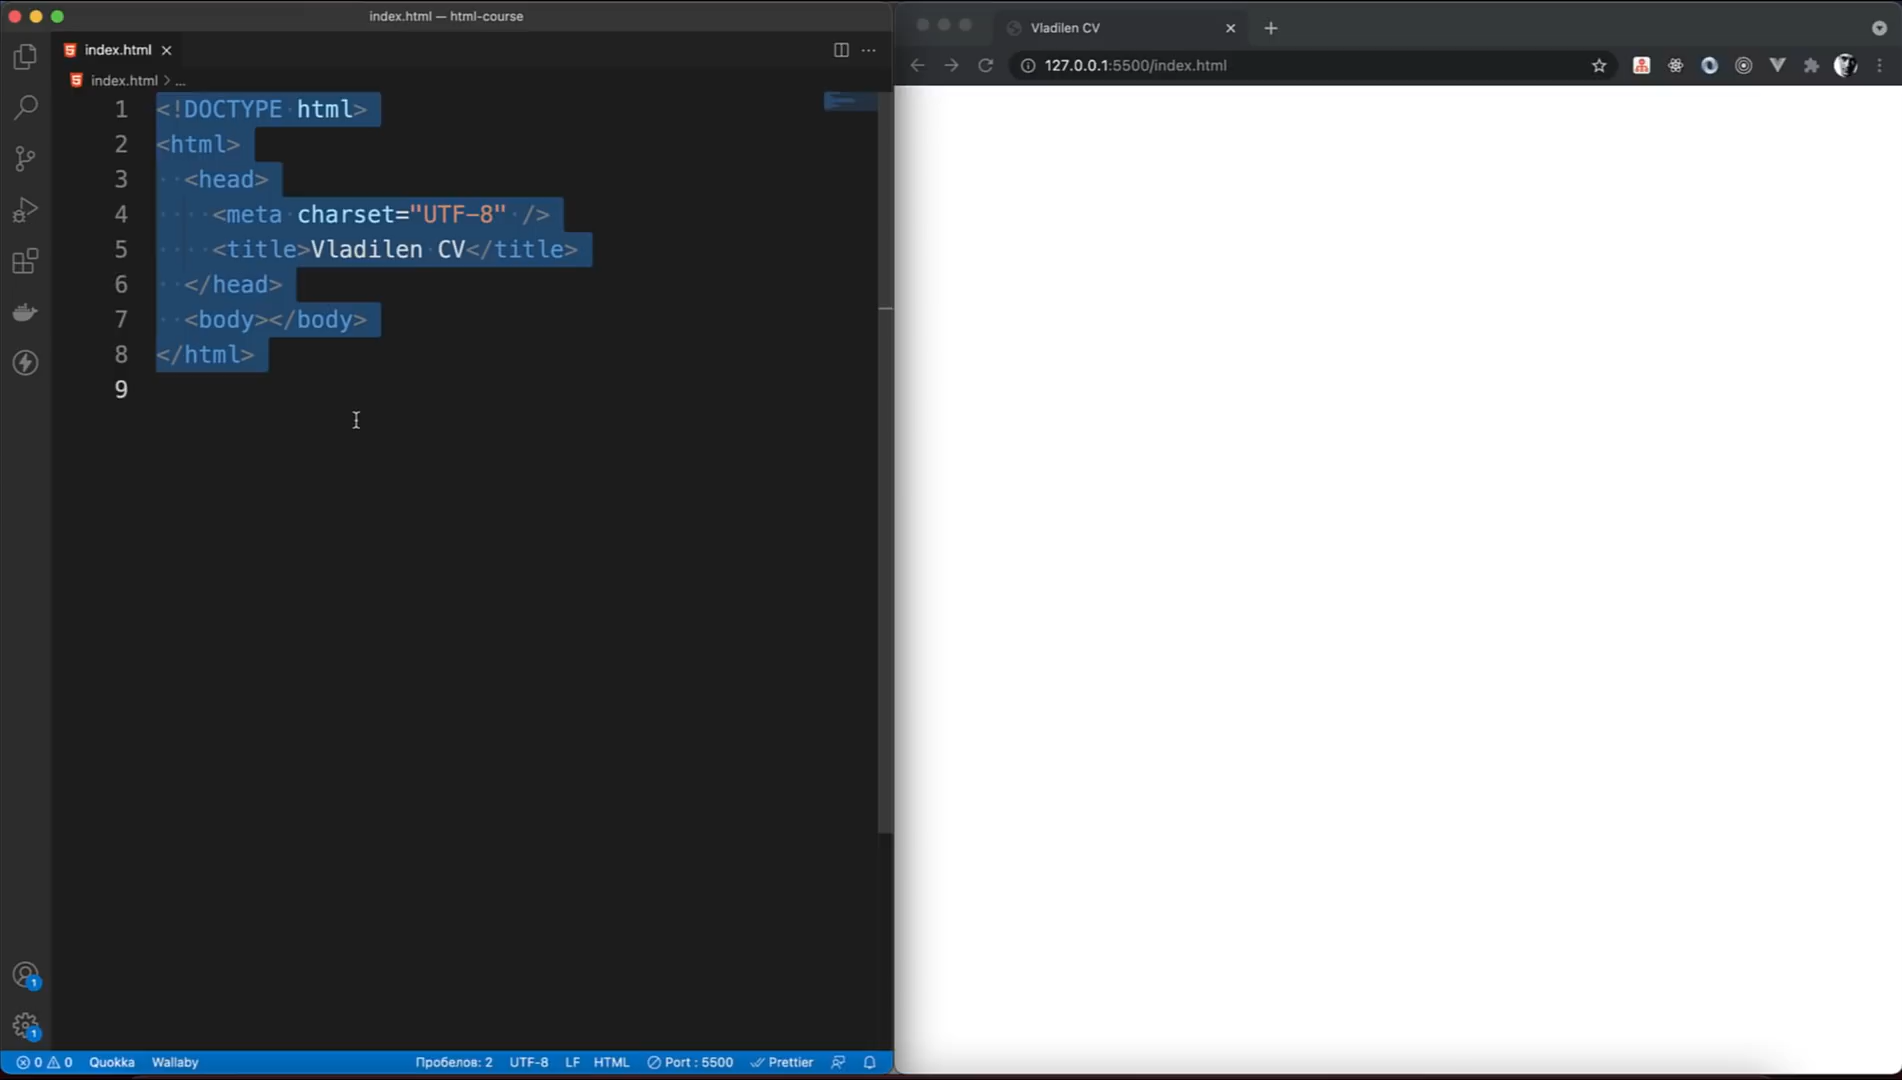 index.html — html-course
index.html
index.html > ...
1 <!DOCTYPE html>
2 <html>
3 <head>
4 <meta charset="UTF-8" />
5 <title>Vladilen CV</title>
6 </head>
7 <body></body>
8 </html>
9
1
1
0 0 Quokka Wallaby Пробелов: 2 UTF-8 LF HTML Port : 5500 Prettier
Vladilen CV
127.0.0.1:5500/index.html